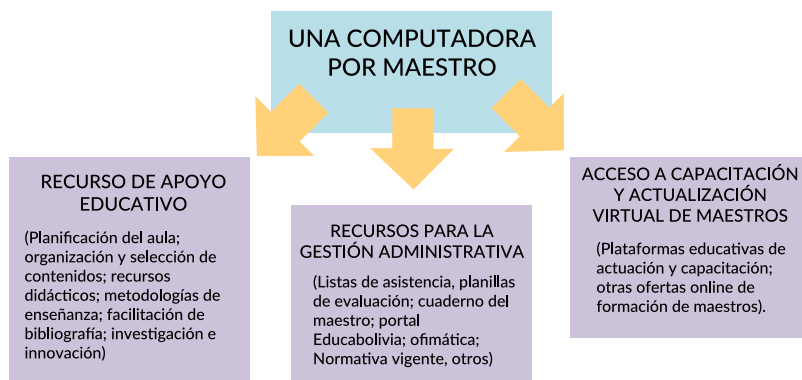 UNA COMPUTADORA
POR MAESTRO
RECURSO DE APOYO
EDUCATIVO
(Planificación del aula;
organización y selección de
contenidos; recursos
didácticos; metodologías de
enseñanza; facilitación de
bibliografía; investigación e
innovación)
RECURSOS PARA LA
GESTIÓN ADMINISTRATIVA
(Listas de asistencia, planillas
de evaluación; cuaderno del
maestro; portal
Educabolivia; ofimática;
Normativa vigente, otros)
ACCESO A CAPACITACIÓN
Y ACTUALIZACIÓN
VIRTUAL DE MAESTROS
(Plataformas educativas de
actuación y capacitación;
otras ofertas online de
formación de maestros).